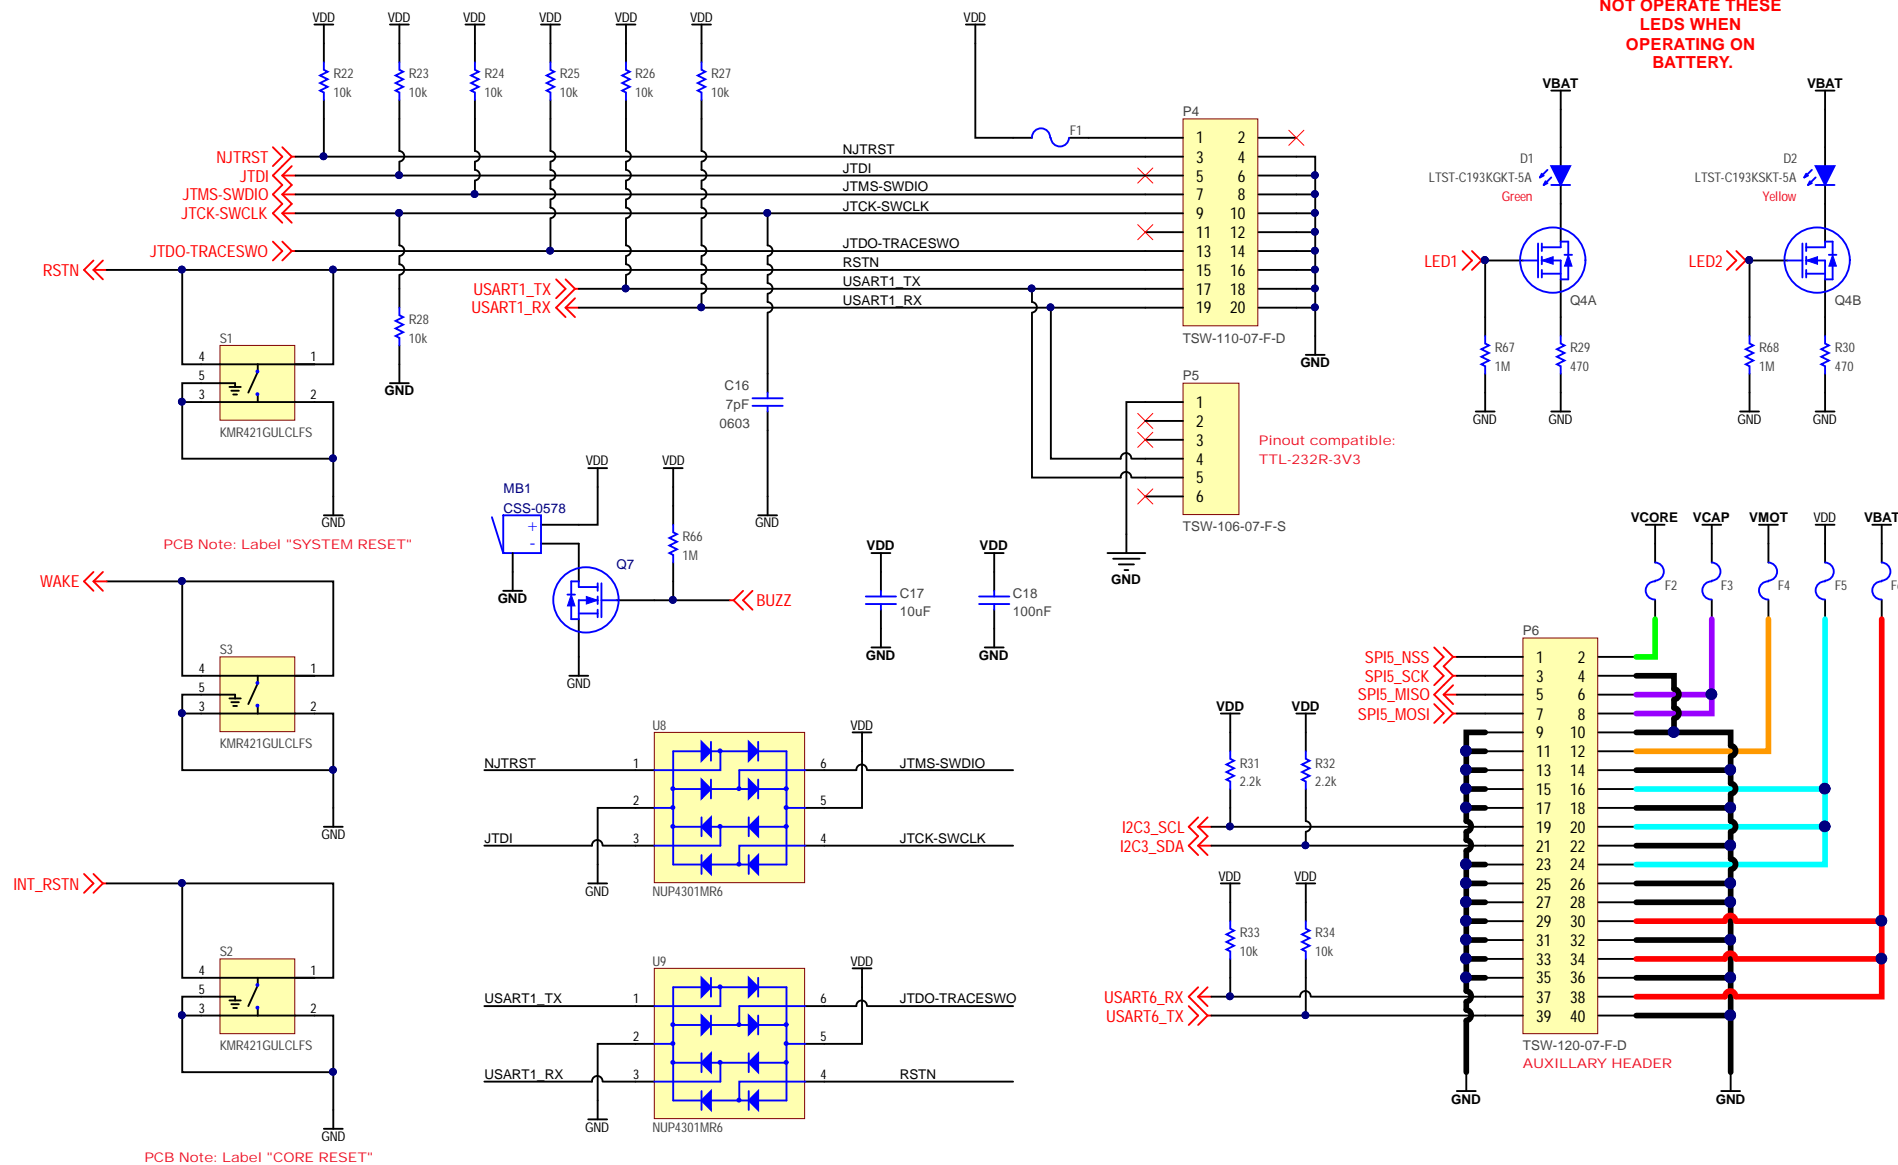 NOT OPERATE THESE
LEDS WHEN
OPERATING ON
BATTERY.
VDD VDD VDD VDD VDD VDD VDD
R22 R23 R24 R25 R26 R27
10k 10k 10k 10k 10k 10k
F1
P4
1 2
3 4
5 6
7 8
9 10
11 12
13 14
15 16
17 18
19 20
TSW-110-07-F-D
GND
NJTRST NJTRST
JTDI JTDI
JTMS-SWDIO JTMS-SWDIO
JTCK-SWCLK JTCK-SWCLK
JTDO-TRACESWO JTDO-TRACESWO
RSTN RSTN
USART1_TX USART1_TX
USART1_RX USART1_RX
R28
10k
GND
C16
7pF
0603
GND
S1
4 1
5
3 2
KMR421GULCLFS
GND
PCB Note: Label "SYSTEM RESET"
P5
1
2
3
4
5
6
TSW-106-07-F-S
GND
Pinout compatible:
TTL-232R-3V3
VBAT
D1
LTST-C193KGKT-5A
Green
LED1
Q4A
R67
1M
R29
470
GND GND
VBAT
D2
LTST-C193KSKT-5A
Yellow
LED2
Q4B
R68
1M
R30
470
GND GND
VDD VDD
MB1
CSS-0578
+
-
GND
Q7
R66
1M
BUZZ
GND
VDD
C17
10uF
GND
VDD
C18
100nF
GND
WAKE
S3
4 1
5
3 2
KMR421GULCLFS
GND
INT_RSTN
S2
4 1
5
3 2
KMR421GULCLFS
GND
PCB Note: Label "CORE RESET"
U8
VDD
NJTRST 1 6 JTMS-SWDIO
2 5
JTDI 3 4 JTCK-SWCLK
GND
NUP4301MR6
U9
VDD
USART1_TX 1 6 JTDO-TRACESWO
2 5
USART1_RX 3 4 RSTN
GND
NUP4301MR6
VCORE VCAP VMOT VDD VBAT
F2 F3 F4 F5
P6
SPI5_NSS 1 2
SPI5_SCK 3 4
SPI5_MISO 5 6
SPI5_MOSI 7 8
9 10
11 12
13 14
15 16
17 18
I2C3_SCL 19 20
I2C3_SDA 21 22
23 24
25 26
27 28
29 30
31 32
33 34
35 36
USART6_RX 37 38
USART6_TX 39 40
TSW-120-07-F-D
AUXILLARY HEADER
GND GND
VDD VDD
R31 R32
2.2k 2.2k
VDD VDD
R33 R34
10k 10k